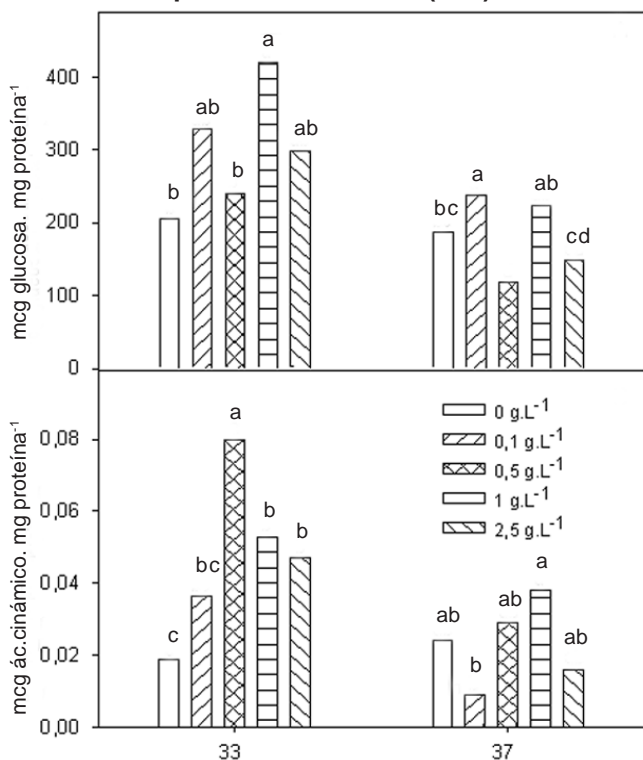 mcg glucosa. mg proteína⁻¹
400
300
200
100
0
b
ab
b
a
ab
bc
a
ab
cd
mcg ác.cinámico. mg proteína⁻¹
0,08
0,06
0,04
0,02
0,00
c
bc
a
b
b
ab
b
ab
a
ab
0 g.L⁻¹
0,1 g.L⁻¹
0,5 g.L⁻¹
1 g.L⁻¹
2,5 g.L⁻¹
33
37